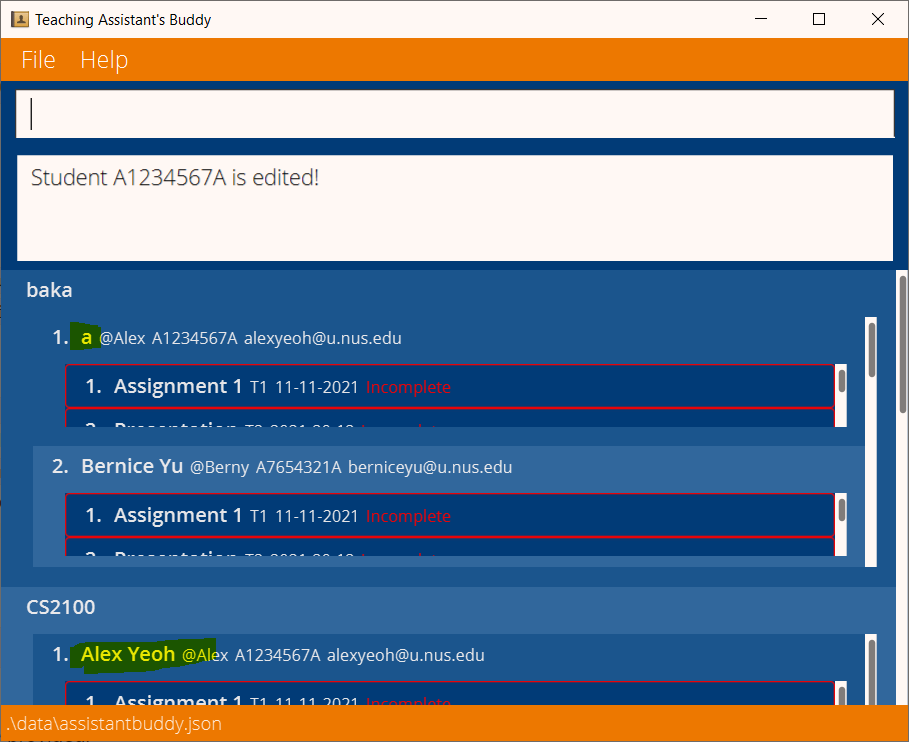 Teaching Assistant's Buddy
File Help
Student A1234567A is edited!
baka
1. a @Alex A1234567A alexyeoh@u.nus.edu
1. Assignment 1 T1 11-11-2021 Incomplete
2. Bernice Yu @Berny A7654321A berniceyu@u.nus.edu
1. Assignment 1 T1 11-11-2021 Incomplete
CS2100
1. Alex Yeoh @Alex A1234567A alexyeoh@u.nus.edu
1. Assignment 1 T1 11-11-2021 Incomplete
.\data\assistantbuddy.json